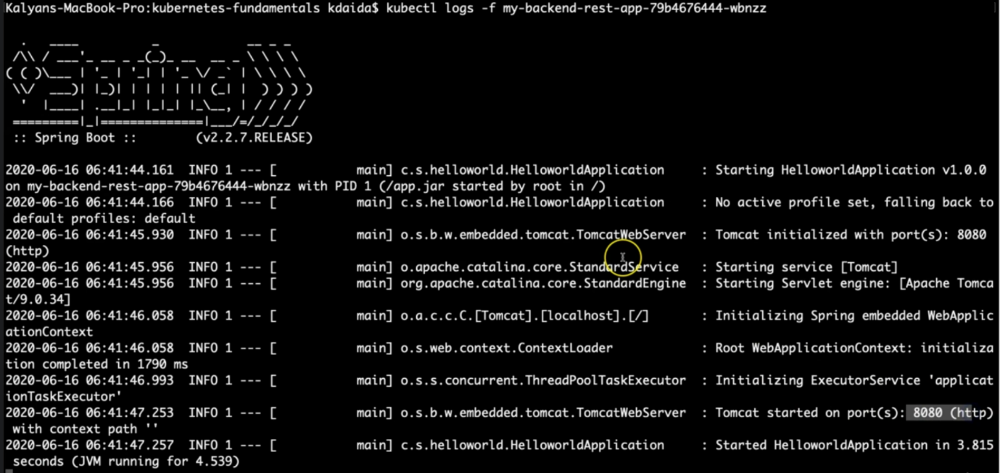 Kalyans-MacBook-Pro:kubernetes-fundamentals kdaida$ kubectl logs -f my-backend-rest-app-79b4676444-wbnzz
  .   ____          _            __ _ _
 /\\ / ___'_ __ _ _(_)_ __  __ _ \ \ \ \
( ( )\___ | '_ | '_| | '_ \/ _` | \ \ \ \
 \\/  ___)| |_)| | | | | || (_| |  ) ) ) )
  '  |____| .__|_| |_|_| |_\__, | / / / /
 =========|_|==============|___/=/_/_/_/
 :: Spring Boot ::        (v2.2.7.RELEASE)
2020-06-16 06:41:44.161  INFO 1 --- [           main] c.s.helloworld.HelloworldApplication     : Starting HelloworldApplication v1.0.0
on my-backend-rest-app-79b4676444-wbnzz with PID 1 (/app.jar started by root in /)
2020-06-16 06:41:44.166  INFO 1 --- [           main] c.s.helloworld.HelloworldApplication     : No active profile set, falling back to
 default profiles: default
2020-06-16 06:41:45.930  INFO 1 --- [           main] o.s.b.w.embedded.tomcat.TomcatWebServer  : Tomcat initialized with port(s): 8080
(http)
2020-06-16 06:41:45.956  INFO 1 --- [           main] o.apache.catalina.core.StandardService   : Starting service [Tomcat]
2020-06-16 06:41:45.956  INFO 1 --- [           main] org.apache.catalina.core.StandardEngine  : Starting Servlet engine: [Apache Tomca
t/9.0.34]
2020-06-16 06:41:46.058  INFO 1 --- [           main] o.a.c.c.C.[Tomcat].[localhost].[/]       : Initializing Spring embedded WebApplic
ationContext
2020-06-16 06:41:46.058  INFO 1 --- [           main] o.s.web.context.ContextLoader            : Root WebApplicationContext: initializa
tion completed in 1790 ms
2020-06-16 06:41:46.993  INFO 1 --- [           main] o.s.s.concurrent.ThreadPoolTaskExecutor  : Initializing ExecutorService 'applicat
ionTaskExecutor'
2020-06-16 06:41:47.253  INFO 1 --- [           main] o.s.b.w.embedded.tomcat.TomcatWebServer  : Tomcat started on port(s): 8080 (http)
 with context path ''
2020-06-16 06:41:47.257  INFO 1 --- [           main] c.s.helloworld.HelloworldApplication     : Started HelloworldApplication in 3.815
 seconds (JVM running for 4.539)